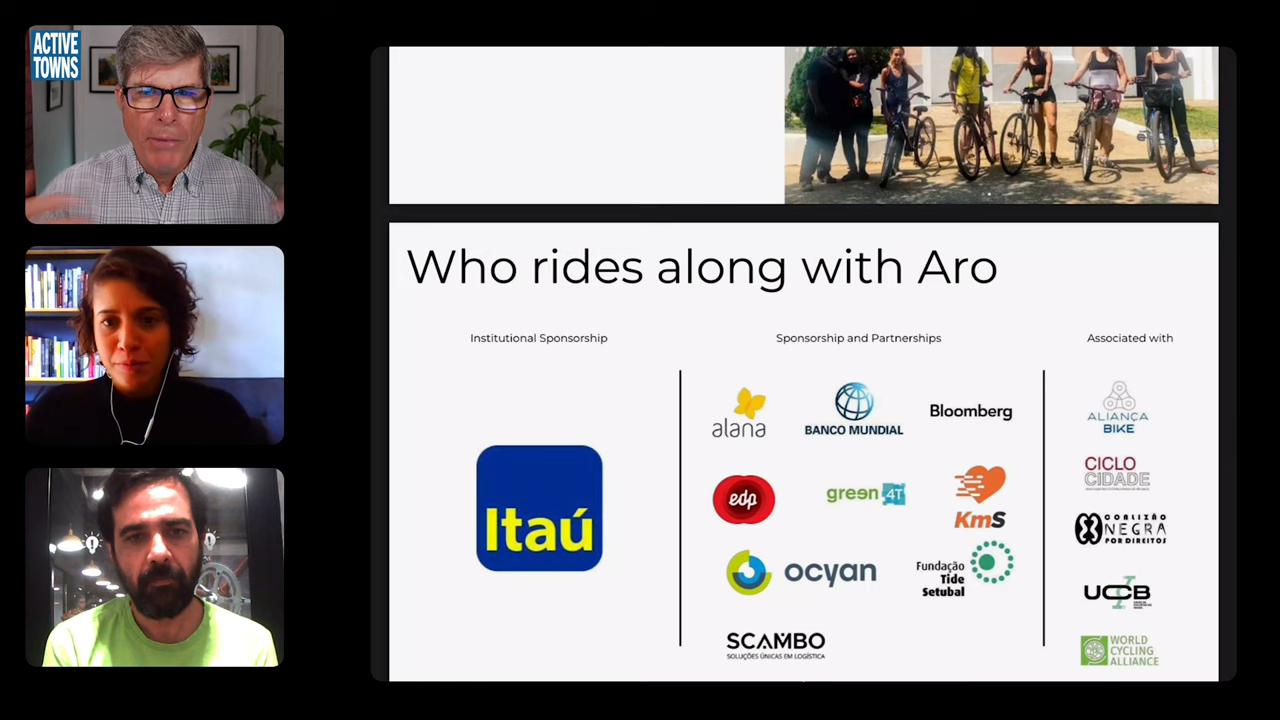 ACTIVE
TOWNS
Who rides along with Aro
Institutional Sponsorship
Sponsorship and Partnerships
Associated with
Itaú
alana
BANCO MUNDIAL
Bloomberg
edp
green 4T
KmS
ocyan
Fundação
Tide
Setubal
SCAMBO
SOLUÇÕES ÚNICAS EM LOGÍSTICA
ALIANÇA
BIKE
CICLO
CIDADE
COALIZÃO
NEGRA
POR DIREITOS
UCB
WORLD
CYCLING
ALLIANCE